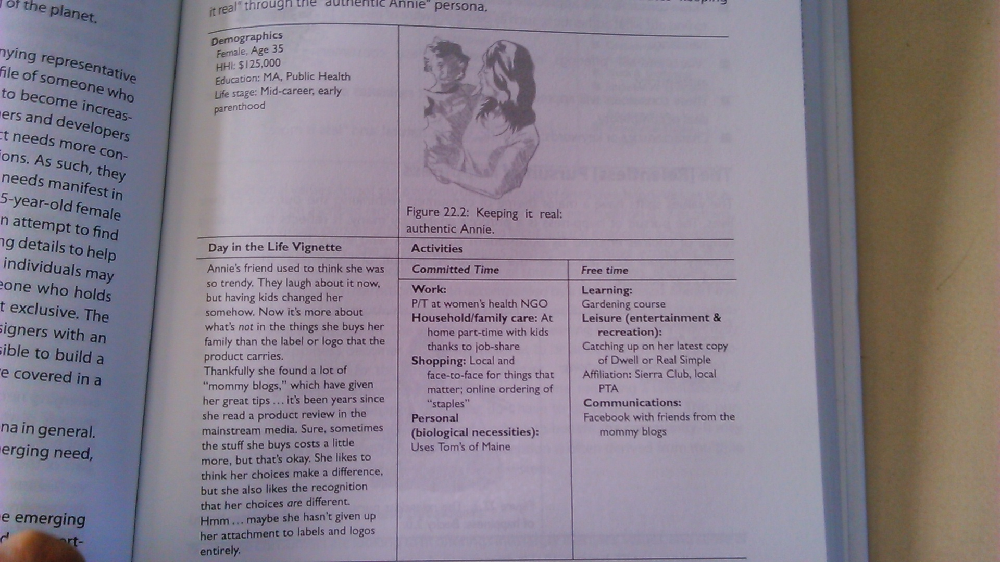 of the planet.
nying representative
file of someone who
to become increas-
ers and developers
ct needs more con-
ions. As such, they
needs manifest in
5-year-old female
n attempt to find
ng details to help
individuals may
eone who holds
t exclusive. The
signers with an
sible to build a
e covered in a
na in general.
erging need,
e emerging
it real" through the "authentic Annie" persona.
Demographics
Female, Age 35
HHI: $125,000
Education: MA, Public Health
Life stage: Mid-career, early
parenthood
Figure 22.2: Keeping it real:
authentic Annie.
Day in the Life Vignette
Annie's friend used to think she was
so trendy. They laugh about it now,
but having kids changed her
somehow. Now it's more about
what's not in the things she buys her
family than the label or logo that the
product carries.
Thankfully she found a lot of
"mommy blogs," which have given
her great tips ... it's been years since
she read a product review in the
mainstream media. Sure, sometimes
the stuff she buys costs a little
more, but that's okay. She likes to
think her choices make a difference,
but she also likes the recognition
that her choices are different.
Hmm ... maybe she hasn't given up
her attachment to labels and logos
entirely.
Activities
Committed Time
Work:
P/T at women's health NGO
Household/family care: At
home part-time with kids
thanks to job-share
Shopping: Local and
face-to-face for things that
matter; online ordering of
"staples"
Personal
(biological necessities):
Uses Tom's of Maine
Free time
Learning:
Gardening course
Leisure (entertainment &
recreation):
Catching up on her latest copy
of Dwell or Real Simple
Affiliation: Sierra Club, local
PTA
Communications:
Facebook with friends from the
mommy blogs